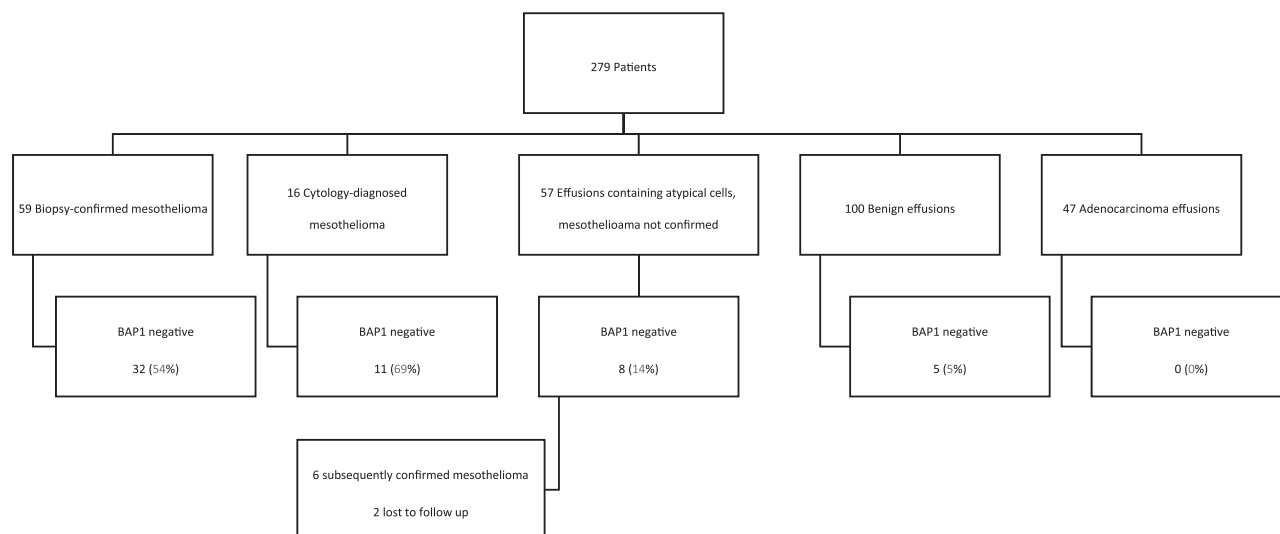 279 Patients
59 Biopsy-confirmed mesothelioma
16 Cytology-diagnosed
mesothelioma
57 Effusions containing atypical cells,
mesothelioama not confirmed
100 Benign effusions
47 Adenocarcinoma effusions
BAP1 negative
32 (54%)
BAP1 negative
11 (69%)
BAP1 negative
8 (14%)
BAP1 negative
5 (5%)
BAP1 negative
0 (0%)
6 subsequently confirmed mesothelioma
2 lost to follow up